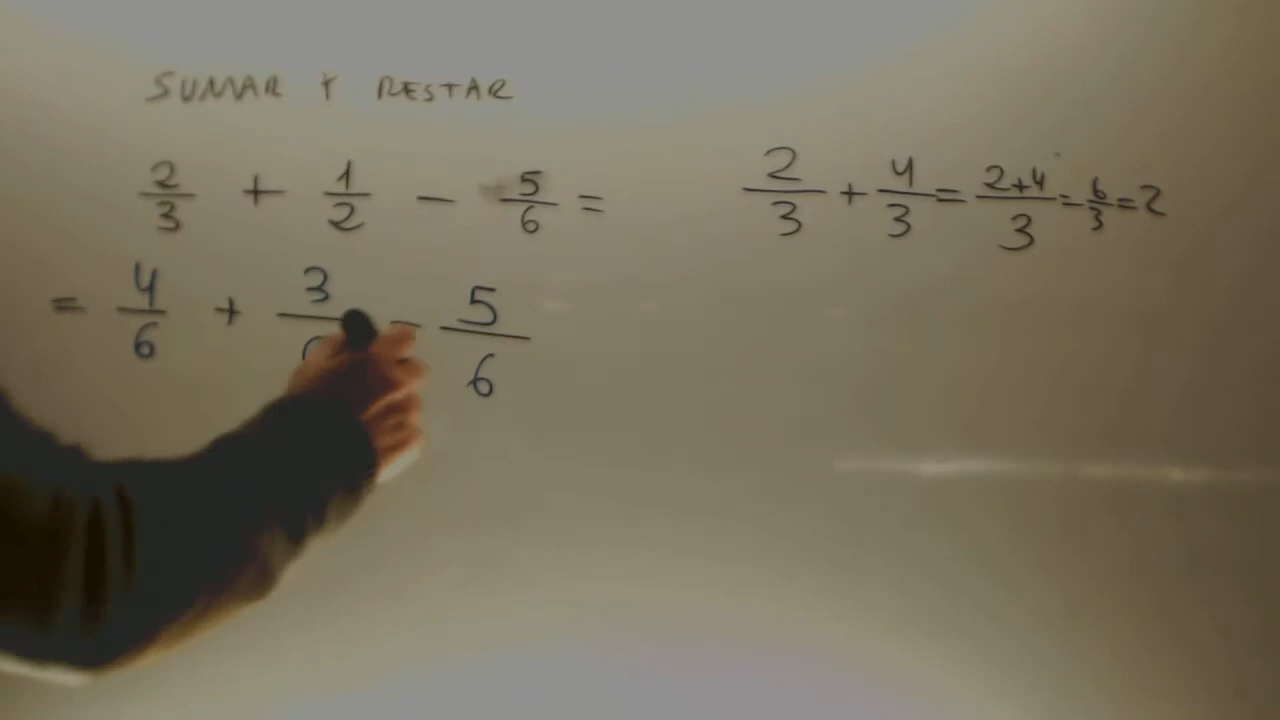 SUMAR Y RESTAR
2/3 + 1/2 - 5/6 =
2/3 + 4/3 = 2+4/3 = 6/3 = 2
= 4/6 + 3/ - 5/6